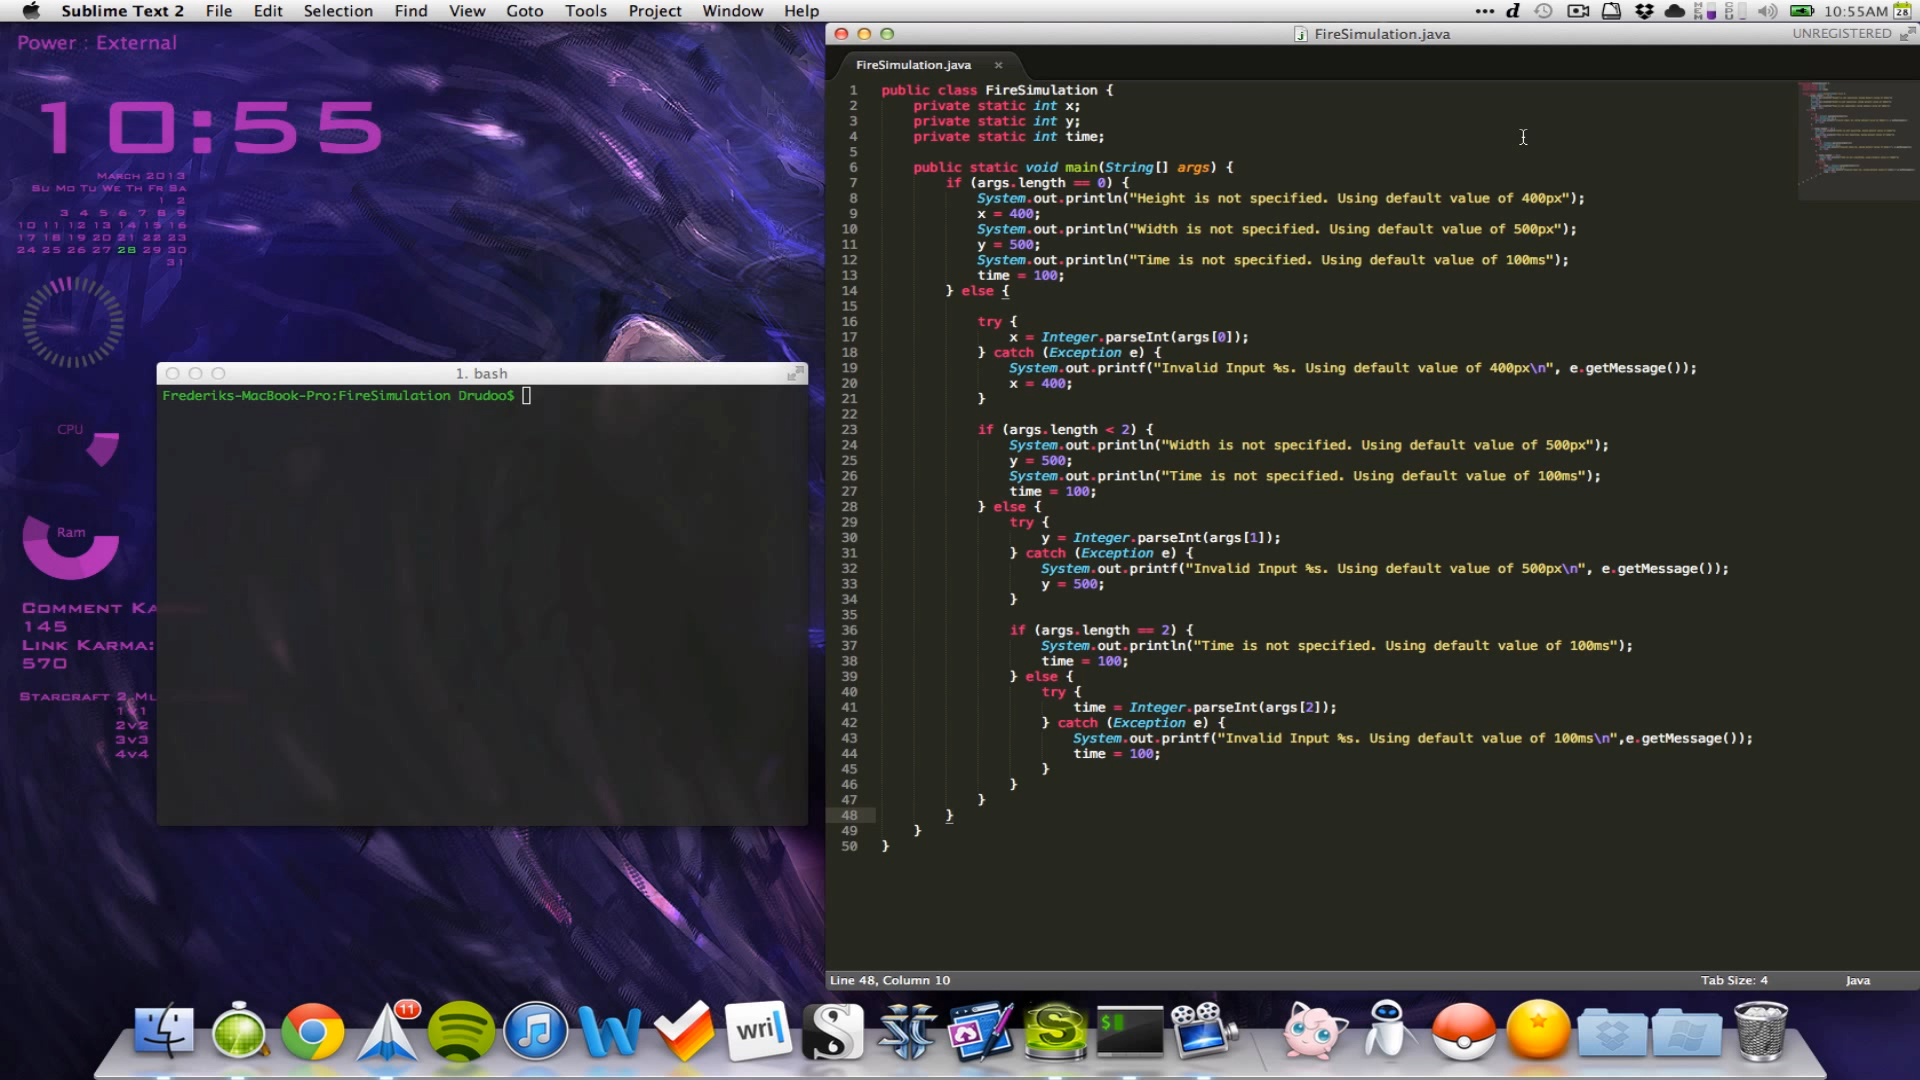 Sublime Text 2 File Edit Selection Find View Goto Tools Project Window Help
10:55AM 28
Power : External
10:55
March 2013
Su Mo Tu We Th Fr Sa
1 2
3 4 5 6 7 8 9
10 11 12 13 14 15 16
17 18 19 20 21 22 23
24 25 26 27 28 29 30
31
CPU
Ram
Comment Ka
145
Link Karma:
570
Starcraft 2 Mu
1v1
2v2
3v3
4v4
1. bash
Frederiks-MacBook-Pro:FireSimulation Drudoo$
FireSimulation.java
UNREGISTERED
FireSimulation.java
1 public class FireSimulation {
2 private static int x;
3 private static int y;
4 private static int time;
5
6 public static void main(String[] args) {
7 if (args.length == 0) {
8 System.out.println("Height is not specified. Using default value of 400px");
9 x = 400;
10 System.out.println("Width is not specified. Using default value of 500px");
11 y = 500;
12 System.out.println("Time is not specified. Using default value of 100ms");
13 time = 100;
14 } else {
15
16 try {
17 x = Integer.parseInt(args[0]);
18 } catch (Exception e) {
19 System.out.printf("Invalid Input %s. Using default value of 400px\n", e.getMessage());
20 x = 400;
21 }
22
23 if (args.length < 2) {
24 System.out.println("Width is not specified. Using default value of 500px");
25 y = 500;
26 System.out.println("Time is not specified. Using default value of 100ms");
27 time = 100;
28 } else {
29 try {
30 y = Integer.parseInt(args[1]);
31 } catch (Exception e) {
32 System.out.printf("Invalid Input %s. Using default value of 500px\n", e.getMessage());
33 y = 500;
34 }
35
36 if (args.length == 2) {
37 System.out.println("Time is not specified. Using default value of 100ms");
38 time = 100;
39 } else {
40 try {
41 time = Integer.parseInt(args[2]);
42 } catch (Exception e) {
43 System.out.printf("Invalid Input %s. Using default value of 100ms\n",e.getMessage());
44 time = 100;
45 }
46 }
47 }
48 }
49 }
50 }
Line 48, Column 10
Tab Size: 4
Java
11
wri
$